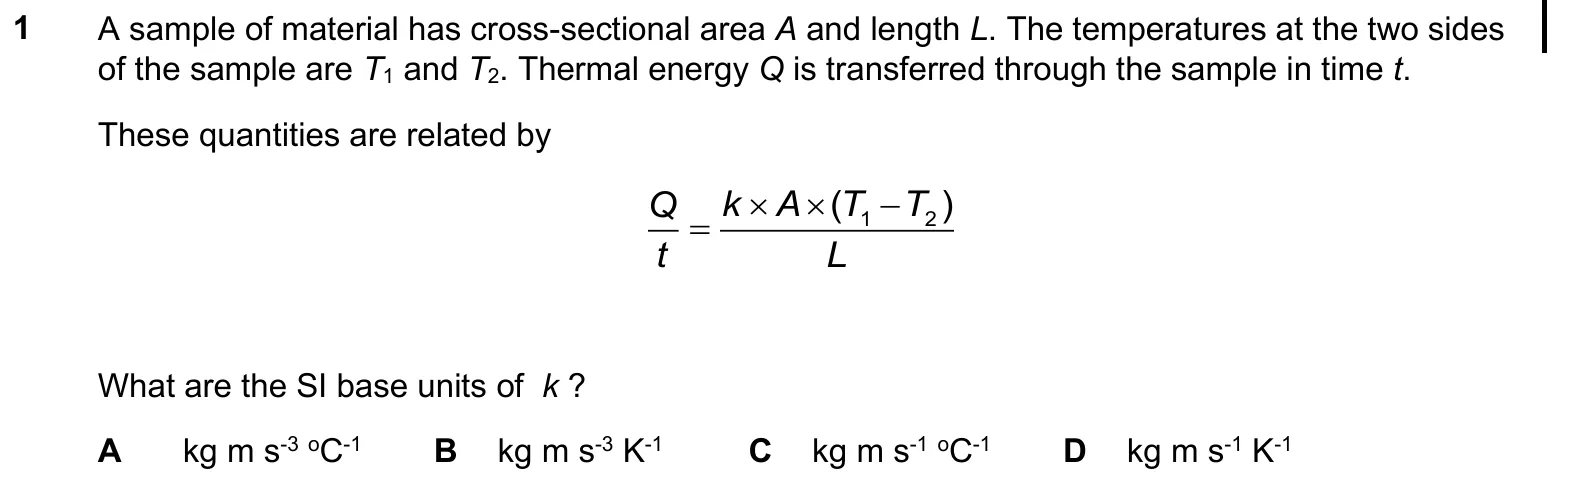 1 A sample of material has cross-sectional area A and length L. The temperatures at the two sides
of the sample are T₁ and T₂. Thermal energy Q is transferred through the sample in time t.
These quantities are related by
Q/t = k × A × (T₁ − T₂)/L
What are the SI base units of k ?
A kg m s⁻³ ºC⁻¹ B kg m s⁻³ K⁻¹ C kg m s⁻¹ ºC⁻¹ D kg m s⁻¹ K⁻¹